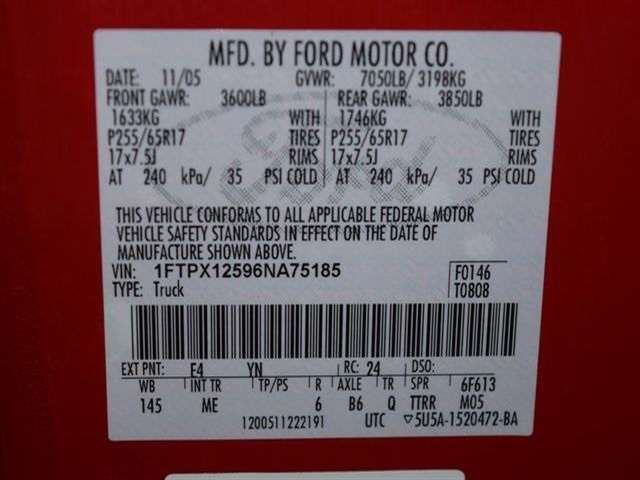 MFD. BY FORD MOTOR CO.
DATE: 11/05 GVWR: 7050LB/ 3198KG
FRONT GAWR: 3600LB REAR GAWR: 3850LB
1633KG WITH 1746KG WITH
P255/65R17 TIRES P255/65R17 TIRES
17x7.5J RIMS 17x7.5J RIMS
AT 240 kPa/ 35 PSI COLD AT 240 kPa/ 35 PSI COLD
THIS VEHICLE CONFORMS TO ALL APPLICABLE FEDERAL MOTOR
VEHICLE SAFETY STANDARDS IN EFFECT ON THE DATE OF
MANUFACTURE SHOWN ABOVE.
VIN: 1FTPX12596NA75185 F0146
TYPE: Truck T0808
EXT PNT: E4 YN RC: 24 DSO:
WB INT TR TP/PS R AXLE TR SPR 6F613
145 ME 6 B6 Q TTRR M05
1200511222191 UTC ▽5U5A-1520472-BA